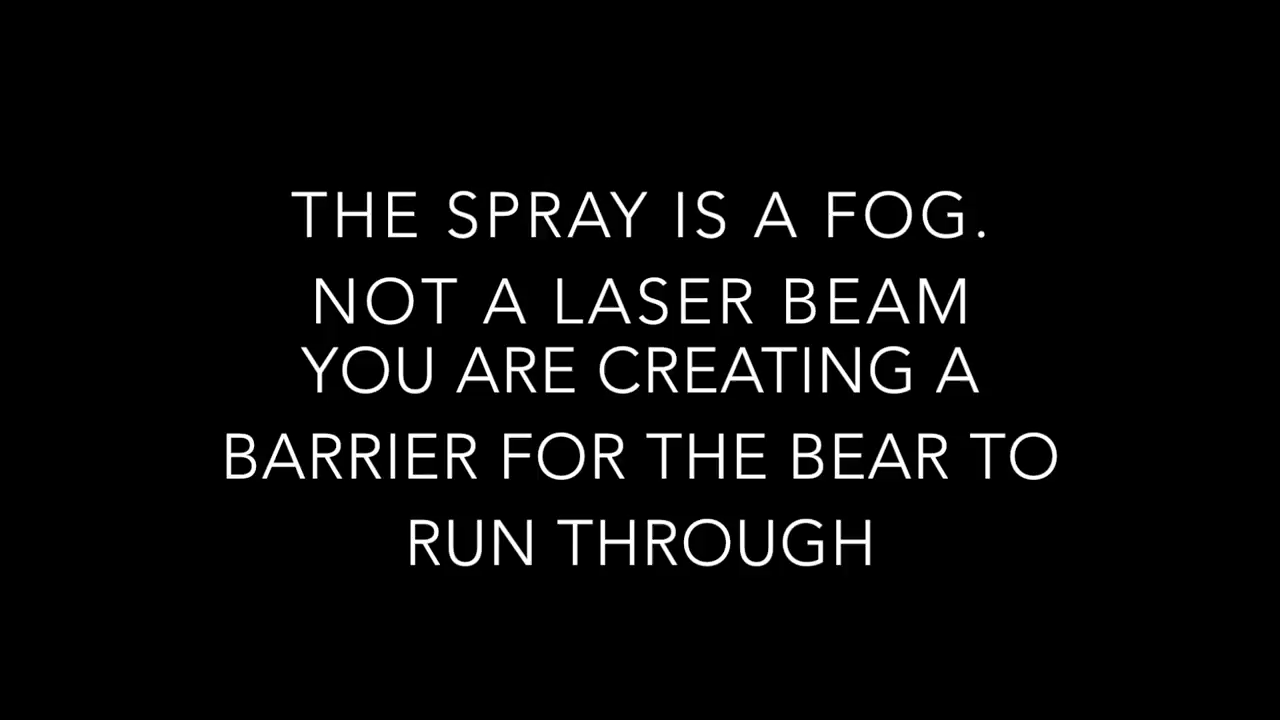 THE SPRAY IS A FOG.
NOT A LASER BEAM
YOU ARE CREATING A
BARRIER FOR THE BEAR TO
RUN THROUGH